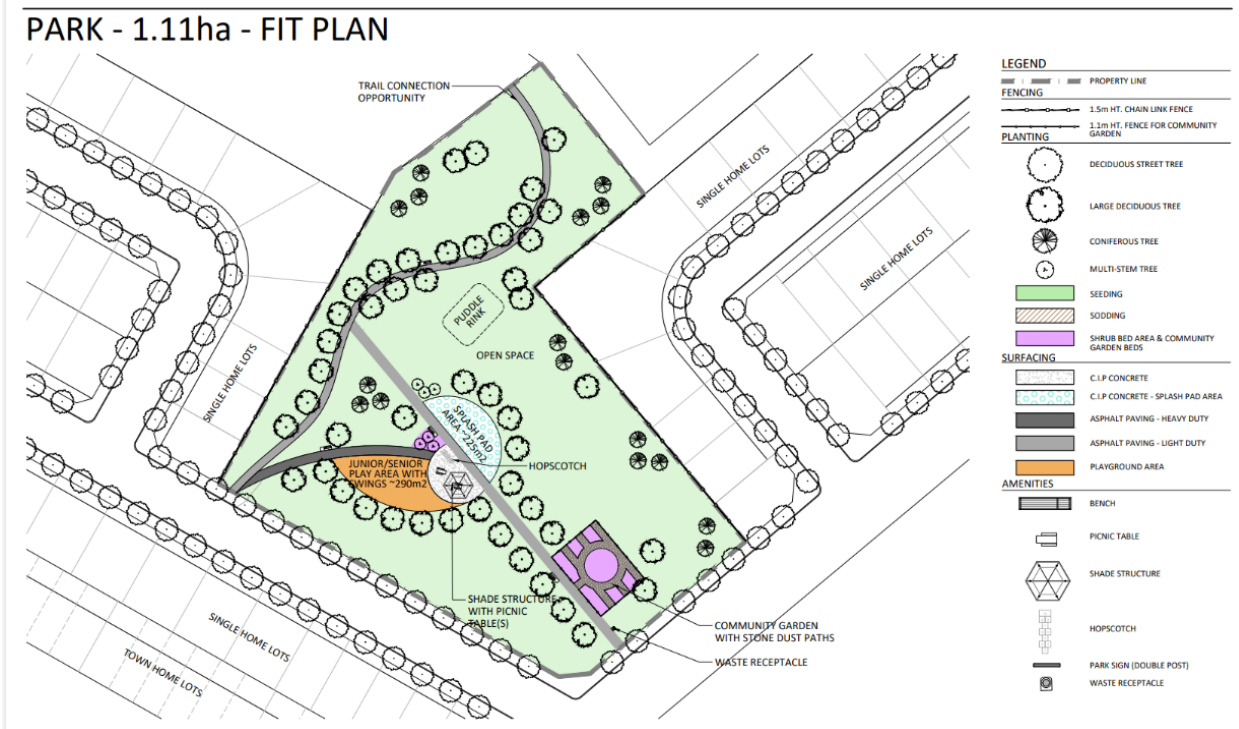 PARK - 1.11ha - FIT PLAN
TRAIL CONNECTION
OPPORTUNITY
SINGLE HOME LOTS
SINGLE HOME LOTS
SINGLE HOME LOTS
PUDDLE
RINK
OPEN SPACE
SPLASH PAD
AREA ~225m2
HOPSCOTCH
JUNIOR/SENIOR
PLAY AREA WITH
SWINGS ~290m2
SHADE STRUCTURE
WITH PICNIC
TABLE(S)
COMMUNITY GARDEN
WITH STONE DUST PATHS
WASTE RECEPTACLE
SINGLE HOME LOTS
TOWN HOME LOTS
LEGEND
PROPERTY LINE
FENCING
1.5m HT. CHAIN LINK FENCE
1.1m HT. FENCE FOR COMMUNITY
GARDEN
PLANTING
DECIDUOUS STREET TREE
LARGE DECIDUOUS TREE
CONIFEROUS TREE
MULTI-STEM TREE
SEEDING
SODDING
SHRUB BED AREA & COMMUNITY
GARDEN BEDS
SURFACING
C.I.P CONCRETE
C.I.P CONCRETE - SPLASH PAD AREA
ASPHALT PAVING - HEAVY DUTY
ASPHALT PAVING - LIGHT DUTY
PLAYGROUND AREA
AMENITIES
BENCH
PICNIC TABLE
SHADE STRUCTURE
HOPSCOTCH
PARK SIGN (DOUBLE POST)
WASTE RECEPTACLE